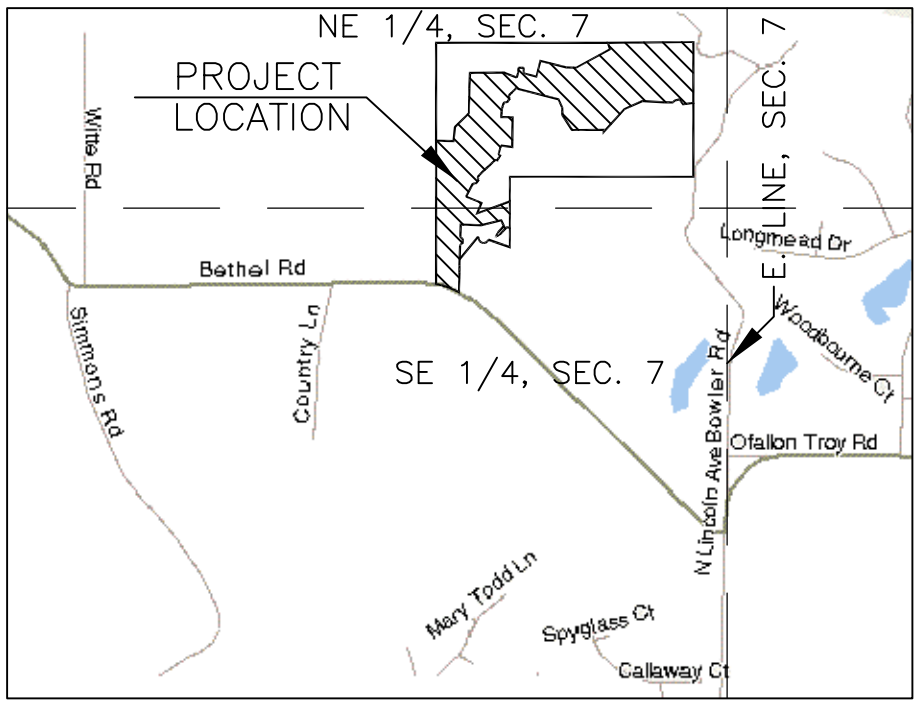 NE 1/4, SEC. 7
PROJECT
LOCATION
E. LINE, SEC. 7
Witte Rd
Longmead Dr
Bethel Rd
Simmons Rd
Country Ln
Woodbourne Ct
SE 1/4, SEC. 7
N Lincoln Ave Bowler Rd
Ofallon Troy Rd
Mary Todd Ln
Spyglass Ct
Callaway Ct